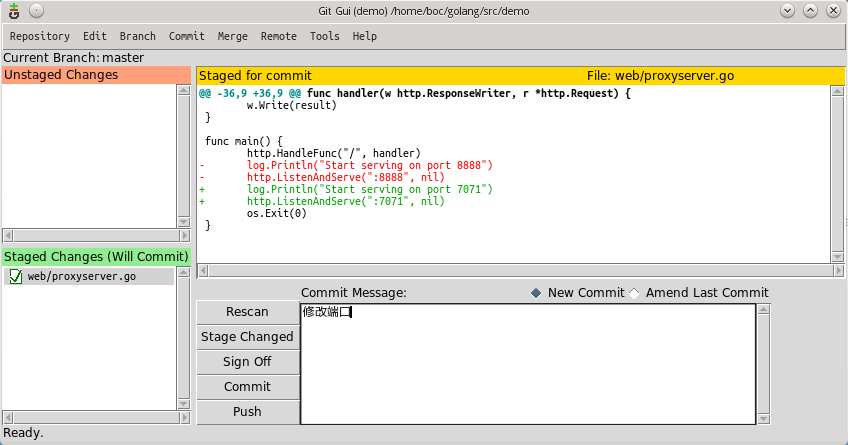 Git Gui (demo) /home/boc/golang/src/demo
Repository Edit Branch Commit Merge Remote Tools Help
Current Branch: master
Unstaged Changes
Staged for commit File: web/proxyserver.go
@@ -36,9 +36,9 @@ func handler(w http.ResponseWriter, r *http.Request) {
        w.Write(result)
 }

 func main() {
        http.HandleFunc("/", handler)
-       log.Println("Start serving on port 8888")
-       http.ListenAndServe(":8888", nil)
+       log.Println("Start serving on port 7071")
+       http.ListenAndServe(":7071", nil)
        os.Exit(0)
 }
Staged Changes (Will Commit)
web/proxyserver.go
Commit Message: New Commit Amend Last Commit
修改端口
Rescan
Stage Changed
Sign Off
Commit
Push
Ready.